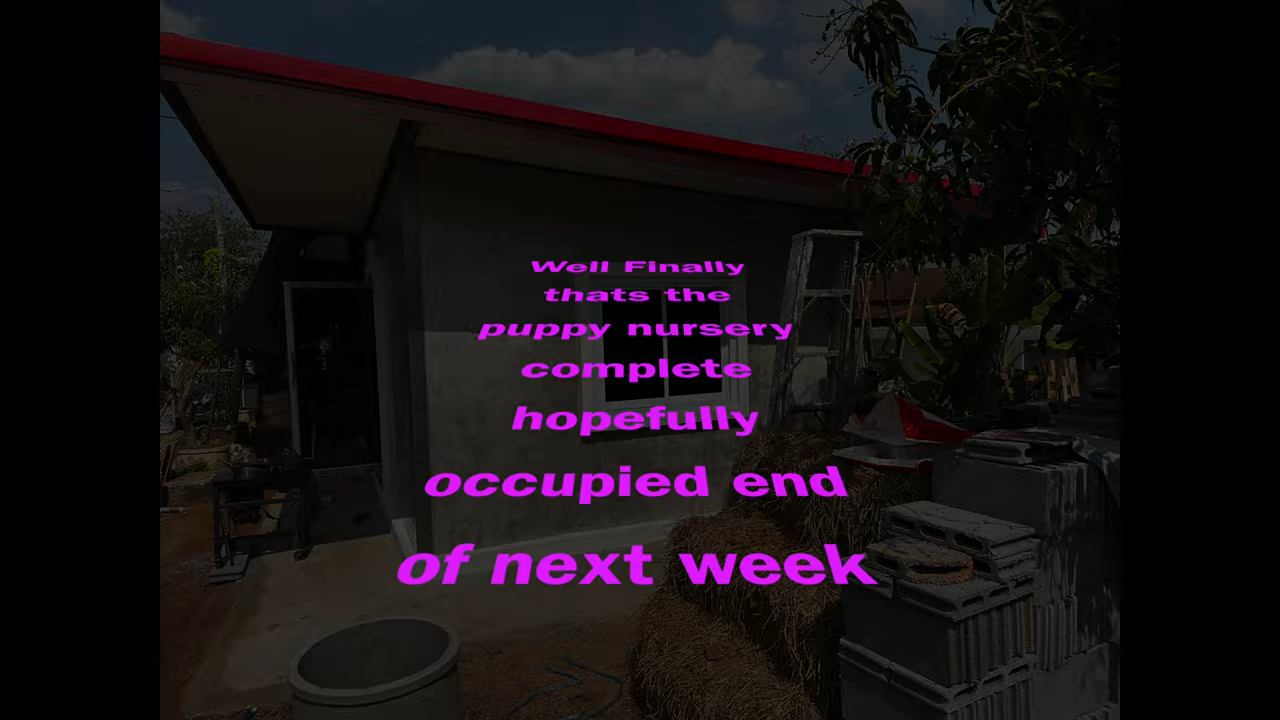 Well Finally
thats the
puppy nursery
complete
hopefully
occupied end
of next week